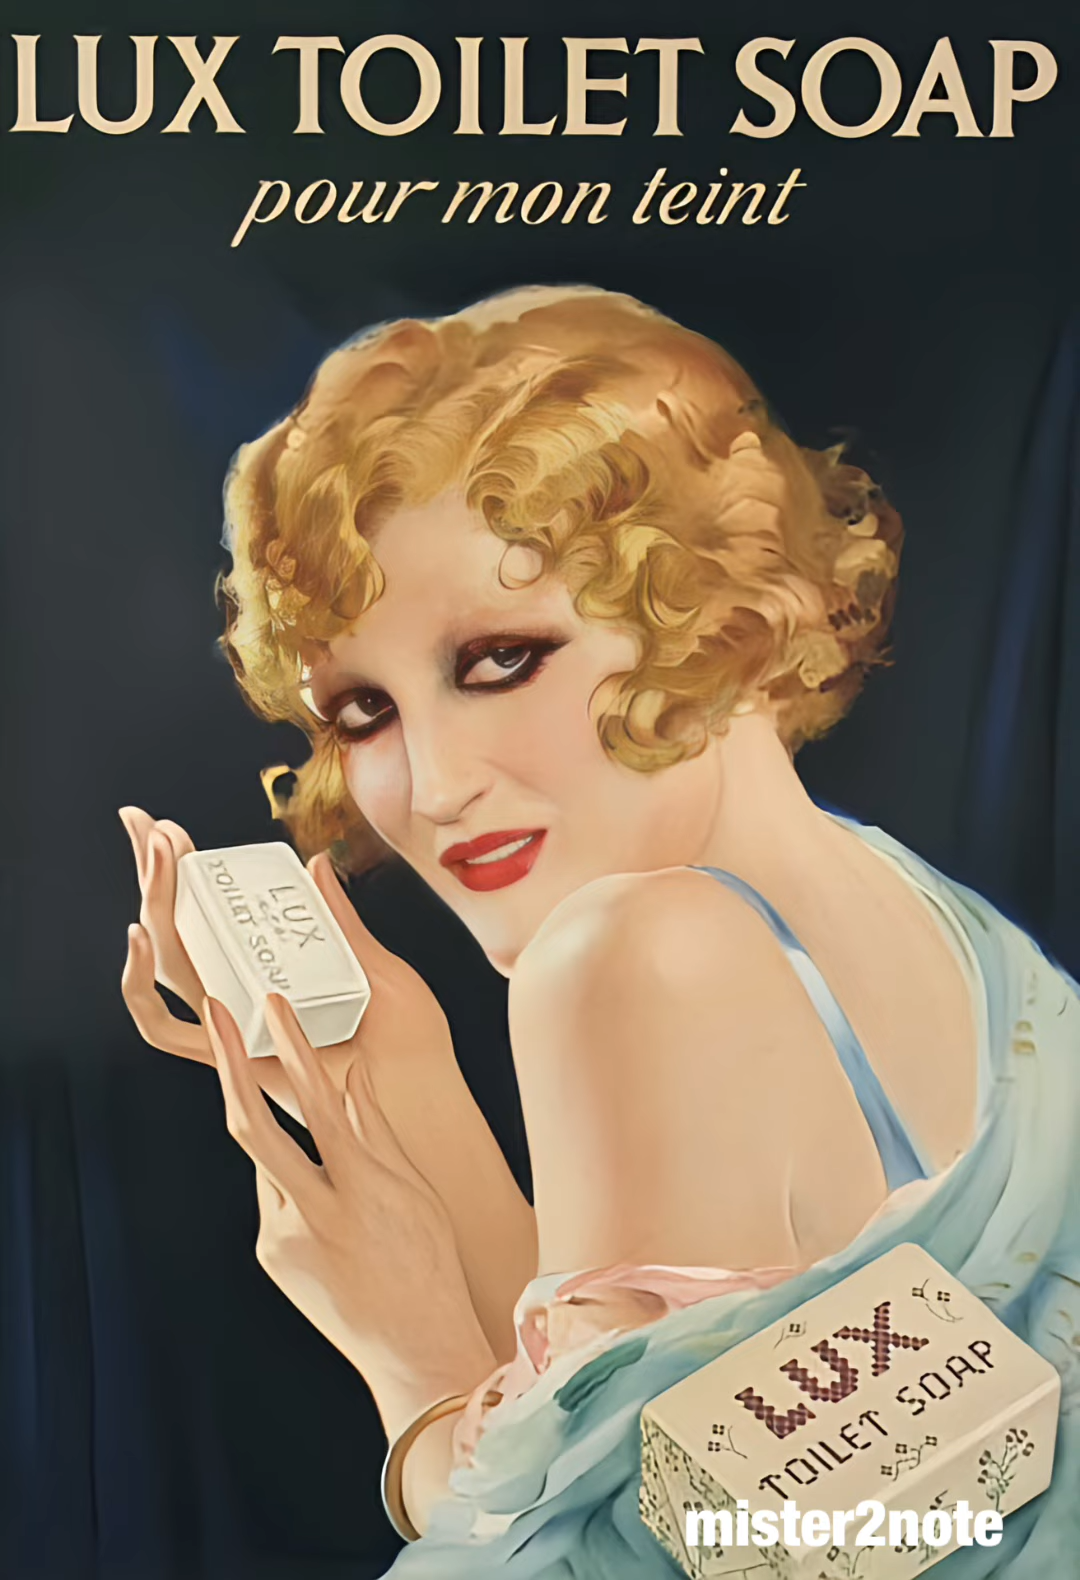 LUX TOILET SOAP
pour mon teint
LUX
TOILET SOAP
LUX
TOILET SOAP
mister2note